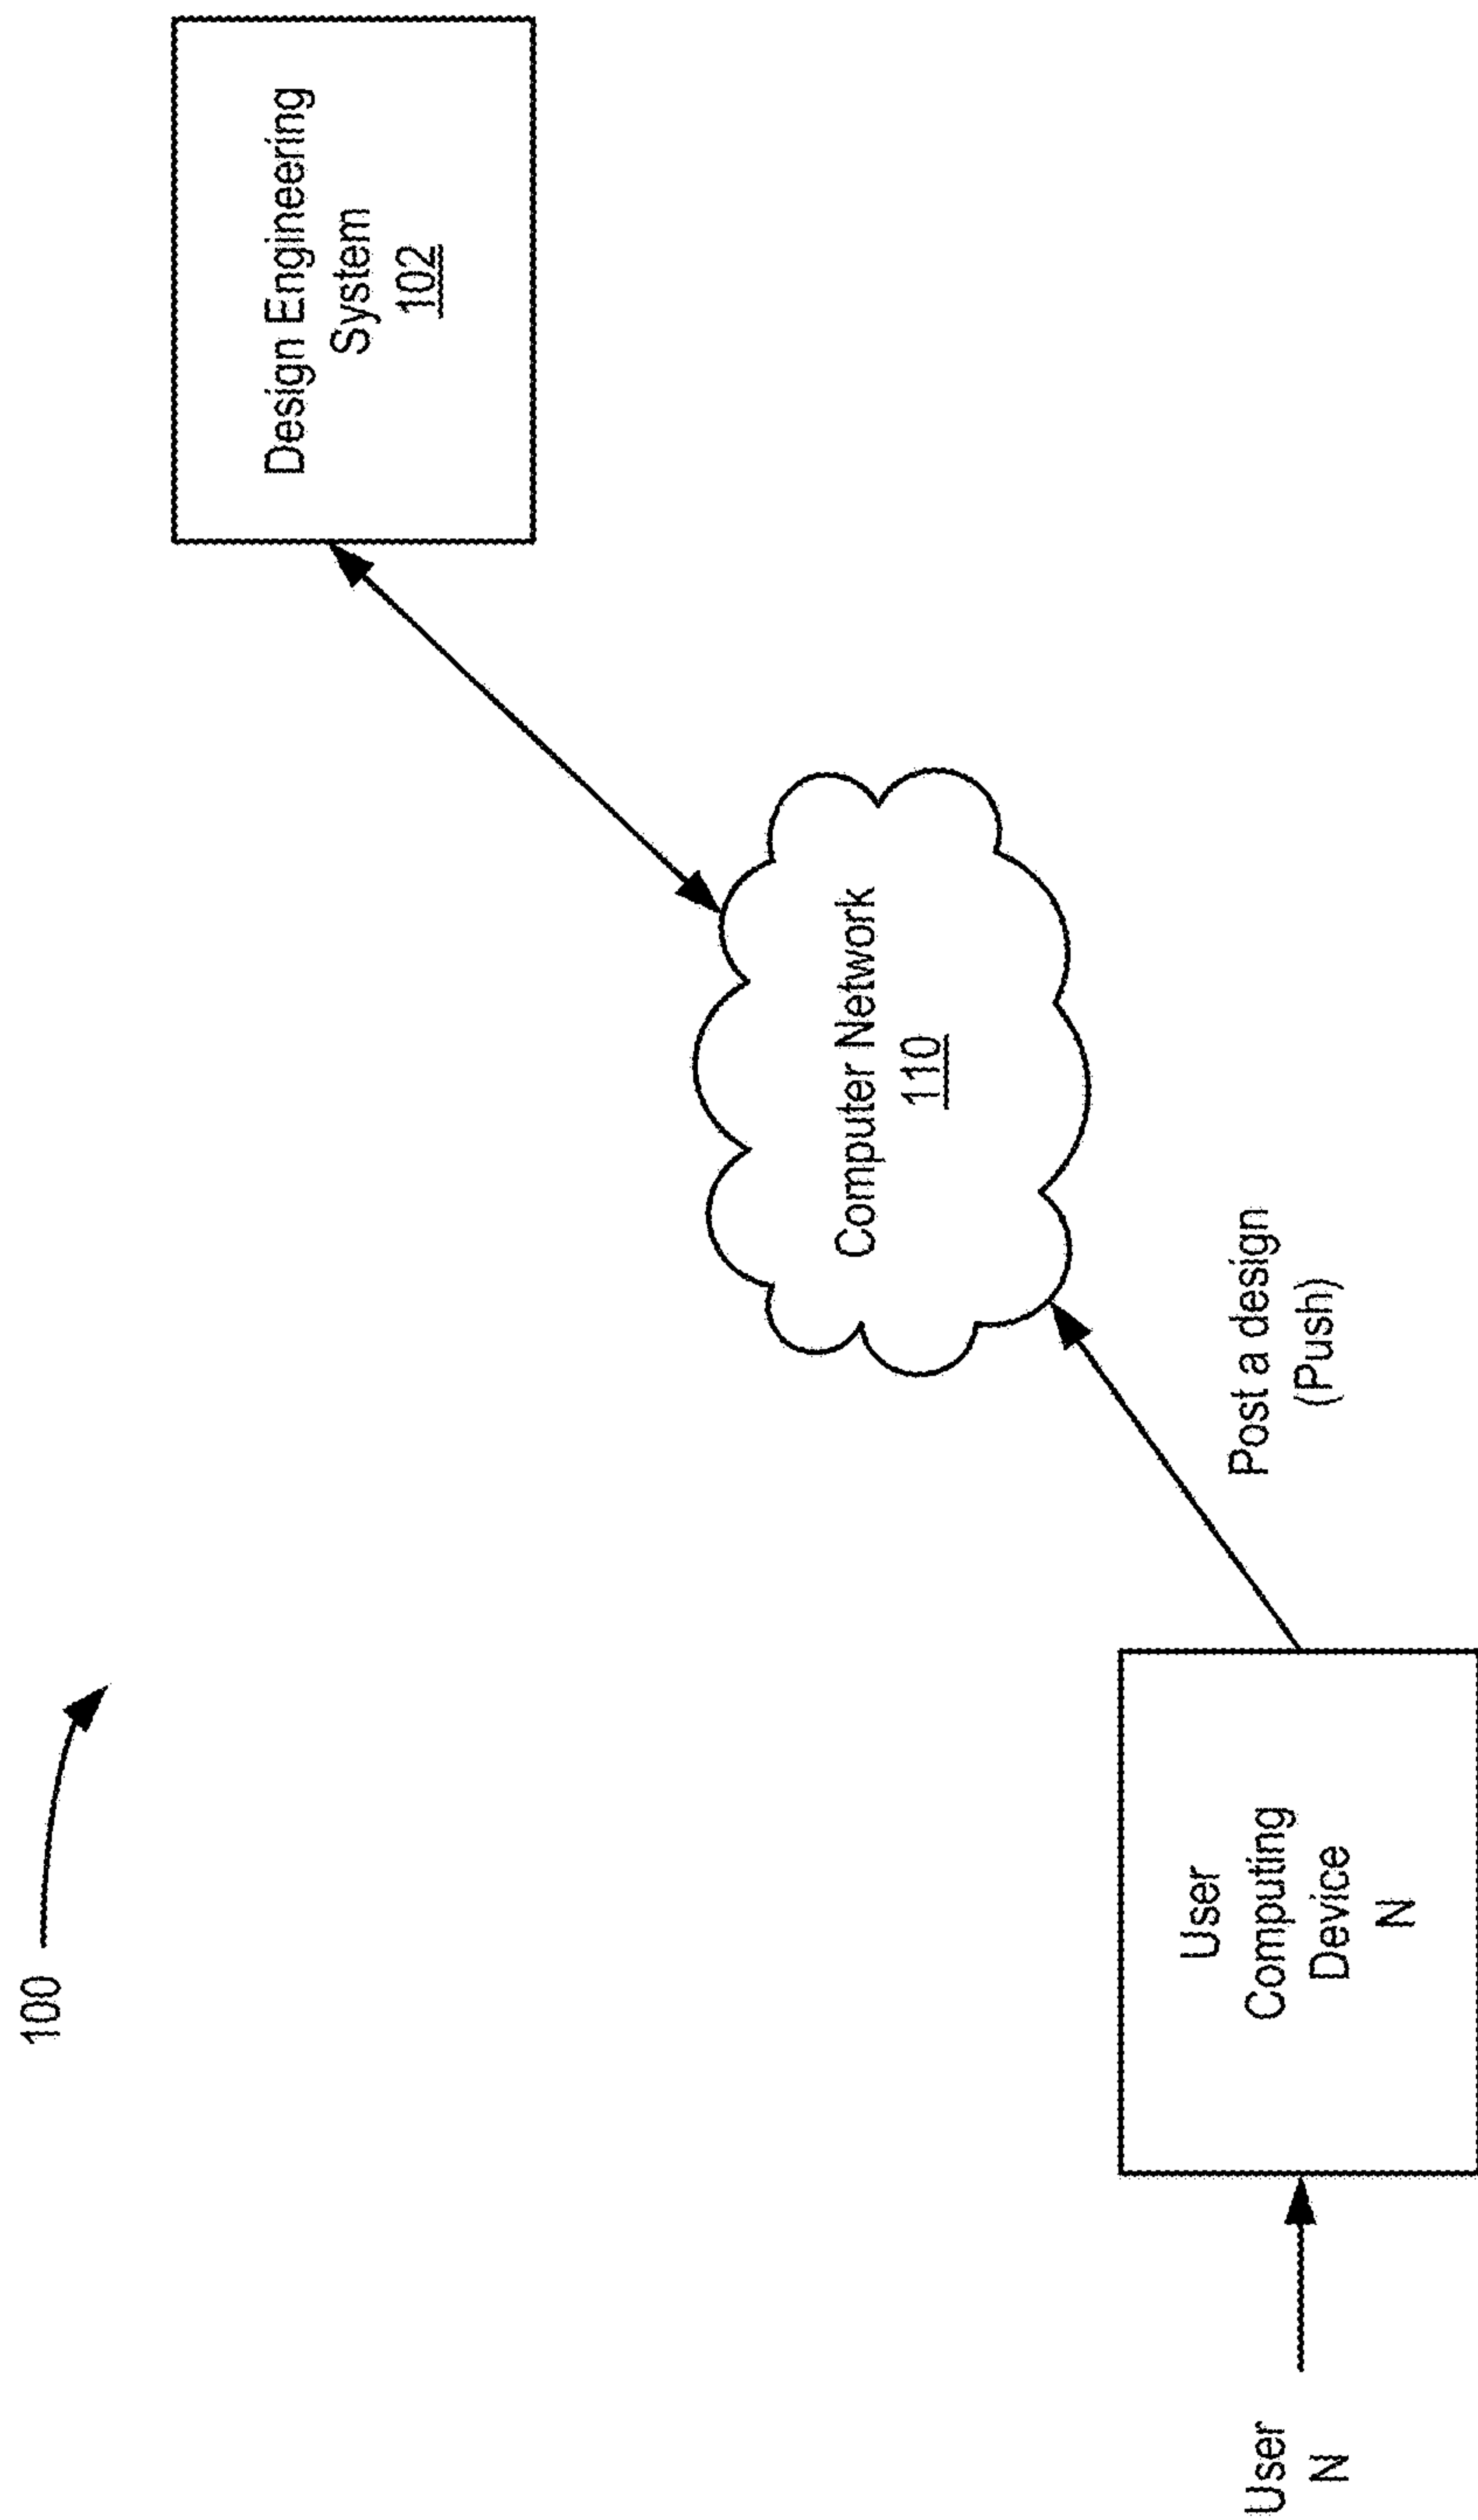 100
Design Engineering
System
102
Computer Network
110
Post a design
(Push)
User
Computing
Device
N
User
N